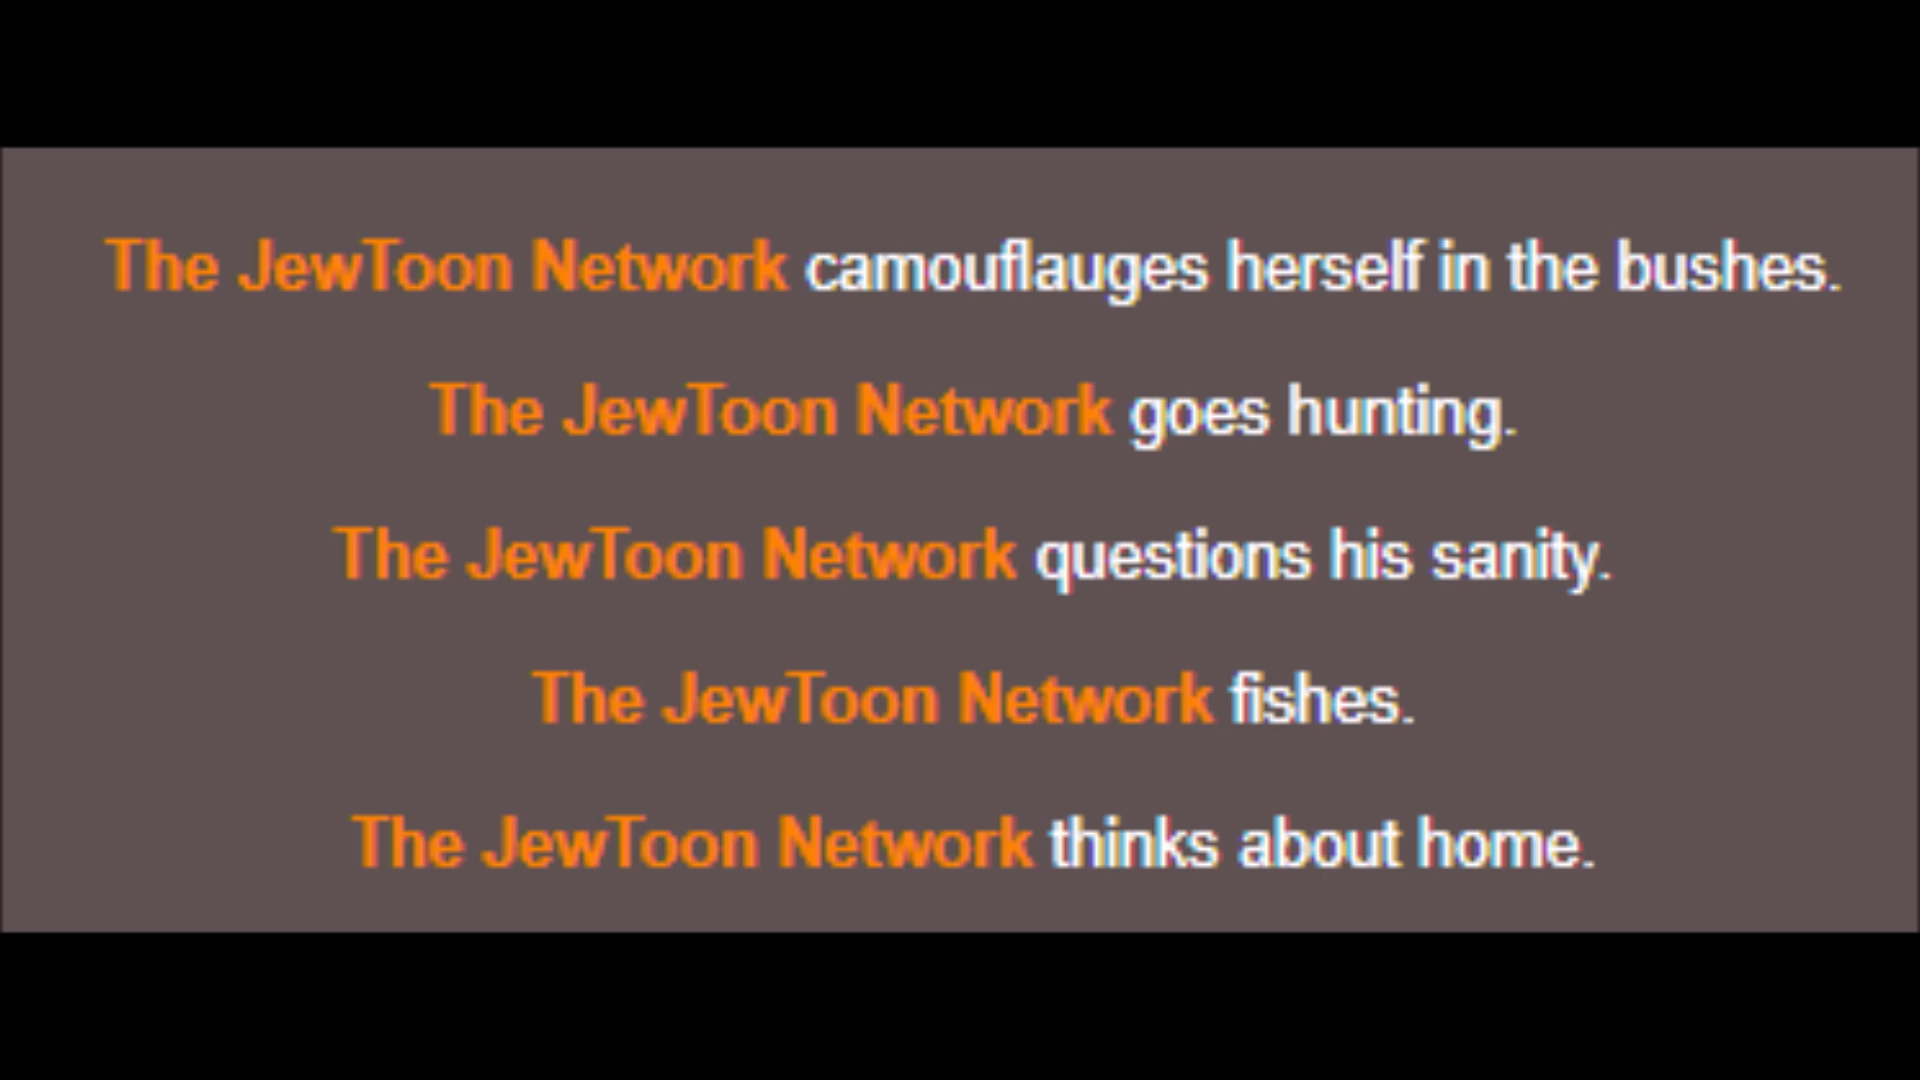 The JewToon Network camouflauges herself in the bushes.
The JewToon Network goes hunting.
The JewToon Network questions his sanity.
The JewToon Network fishes.
The JewToon Network thinks about home.